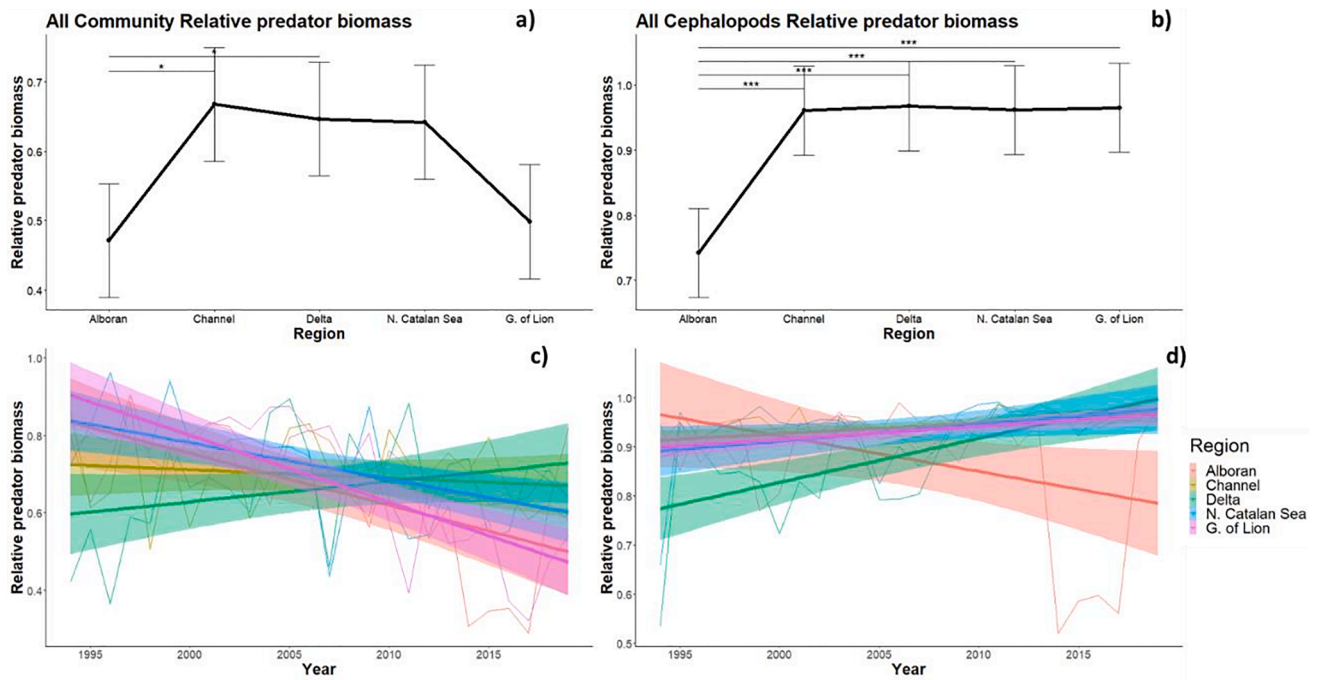 All Community Relative predator biomass
a)
Relative predator biomass
0.7
0.6
0.5
0.4
*
*
Alboran
Channel
Delta
N. Catalan Sea
G. of Lion
Region
All Cephalopods Relative predator biomass
b)
Relative predator biomass
1.0
0.9
0.8
0.7
***
***
***
***
Alboran
Channel
Delta
N. Catalan Sea
G. of Lion
Region
c)
Relative predator biomass
1.0
0.8
0.6
0.4
1995
2000
2005
2010
2015
Year
d)
Relative predator biomass
1.0
0.9
0.8
0.7
0.6
0.5
1995
2000
2005
2010
2015
Year
Region
Alboran
Channel
Delta
N. Catalan Sea
G. of Lion